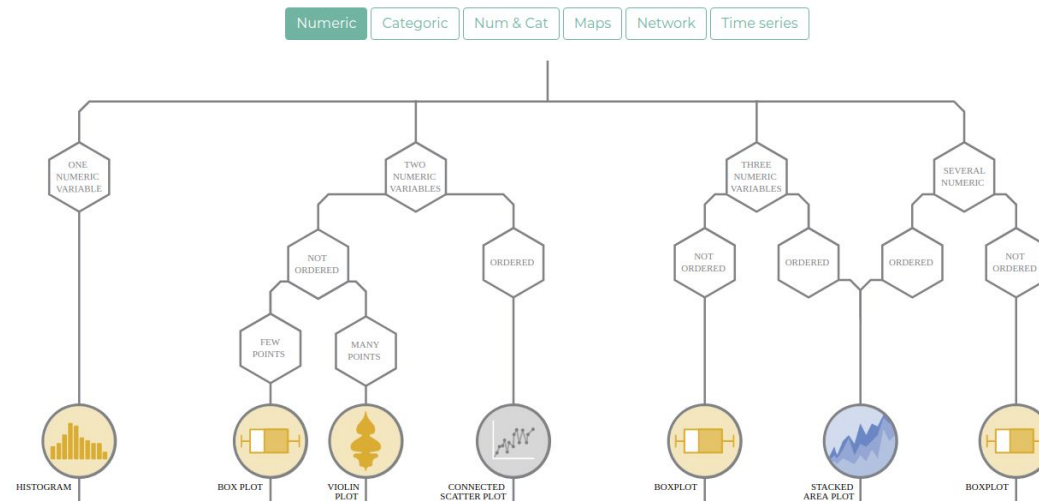 Numeric
Categoric
Num & Cat
Maps
Network
Time series
ONE
NUMERIC
VARIABLE
TWO
NUMERIC
VARIABLES
THREE
NUMERIC
VARIABLES
SEVERAL
NUMERIC
NOT
ORDERED
ORDERED
NOT
ORDERED
ORDERED
ORDERED
NOT
ORDERED
FEW
POINTS
MANY
POINTS
HISTOGRAM
BOX PLOT
VIOLIN
PLOT
CONNECTED
SCATTER PLOT
BOXPLOT
STACKED
AREA PLOT
BOXPLOT